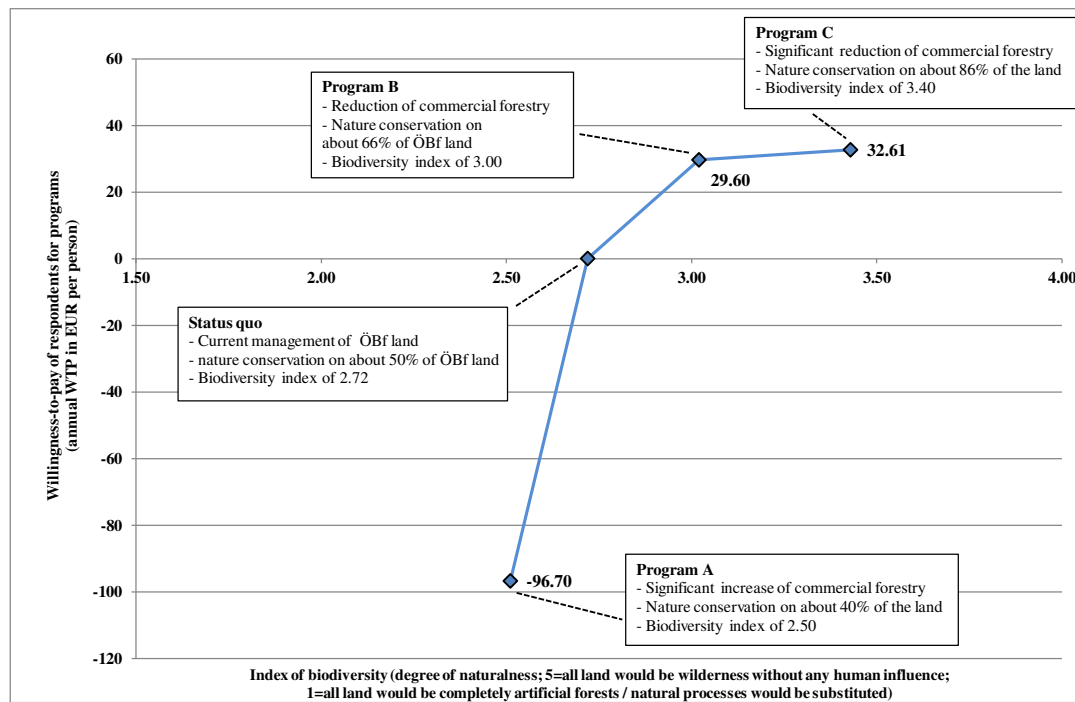 Program C
- Significant reduction of commercial forestry
- Nature conservation on about 86% of the land
- Biodiversity index of 3.40
Program B
- Reduction of commercial forestry
- Nature conservation on
about 66% of ÖBf land
- Biodiversity index of 3.00
60
40
20
0
-20
-40
-60
-80
-100
-120
32.61
29.60
1.50
2.00
2.50
3.00
3.50
4.00
Status quo
- Current management of ÖBf land
- nature conservation on about 50% of ÖBf land
- Biodiversity index of 2.72
-96.70
Program A
- Significant increase of commercial forestry
- Nature conservation on about 40% of the land
- Biodiversity index of 2.50
Willingness-to-pay of respondents for programs
(annual WTP in EUR per person)
Index of biodiversity (degree of naturalness; 5=all land would be wilderness without any human influence;
1=all land would be completely artificial forests / natural processes would be substituted)